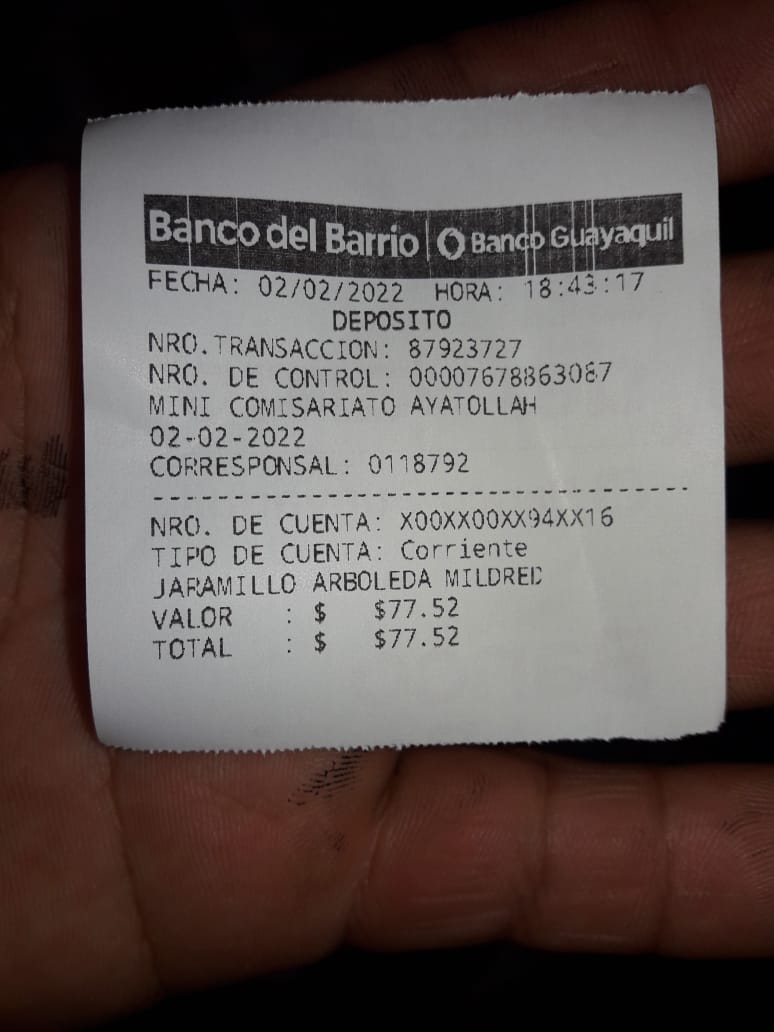 Banco del Barrio | Banco Guayaquil
FECHA: 02/02/2022 HORA: 18:43:17
DEPOSITO
NRO.TRANSACCION: 87923727
NRO. DE CONTROL: 00007678863087
MINI COMISARIATO AYATOLLAH
02-02-2022
CORRESPONSAL: 0118792
NRO. DE CUENTA: X00XX00XX94XX16
TIPO DE CUENTA: Corriente
JARAMILLO ARBOLEDA MILDRED
VALOR : $ $77.52
TOTAL : $ $77.52